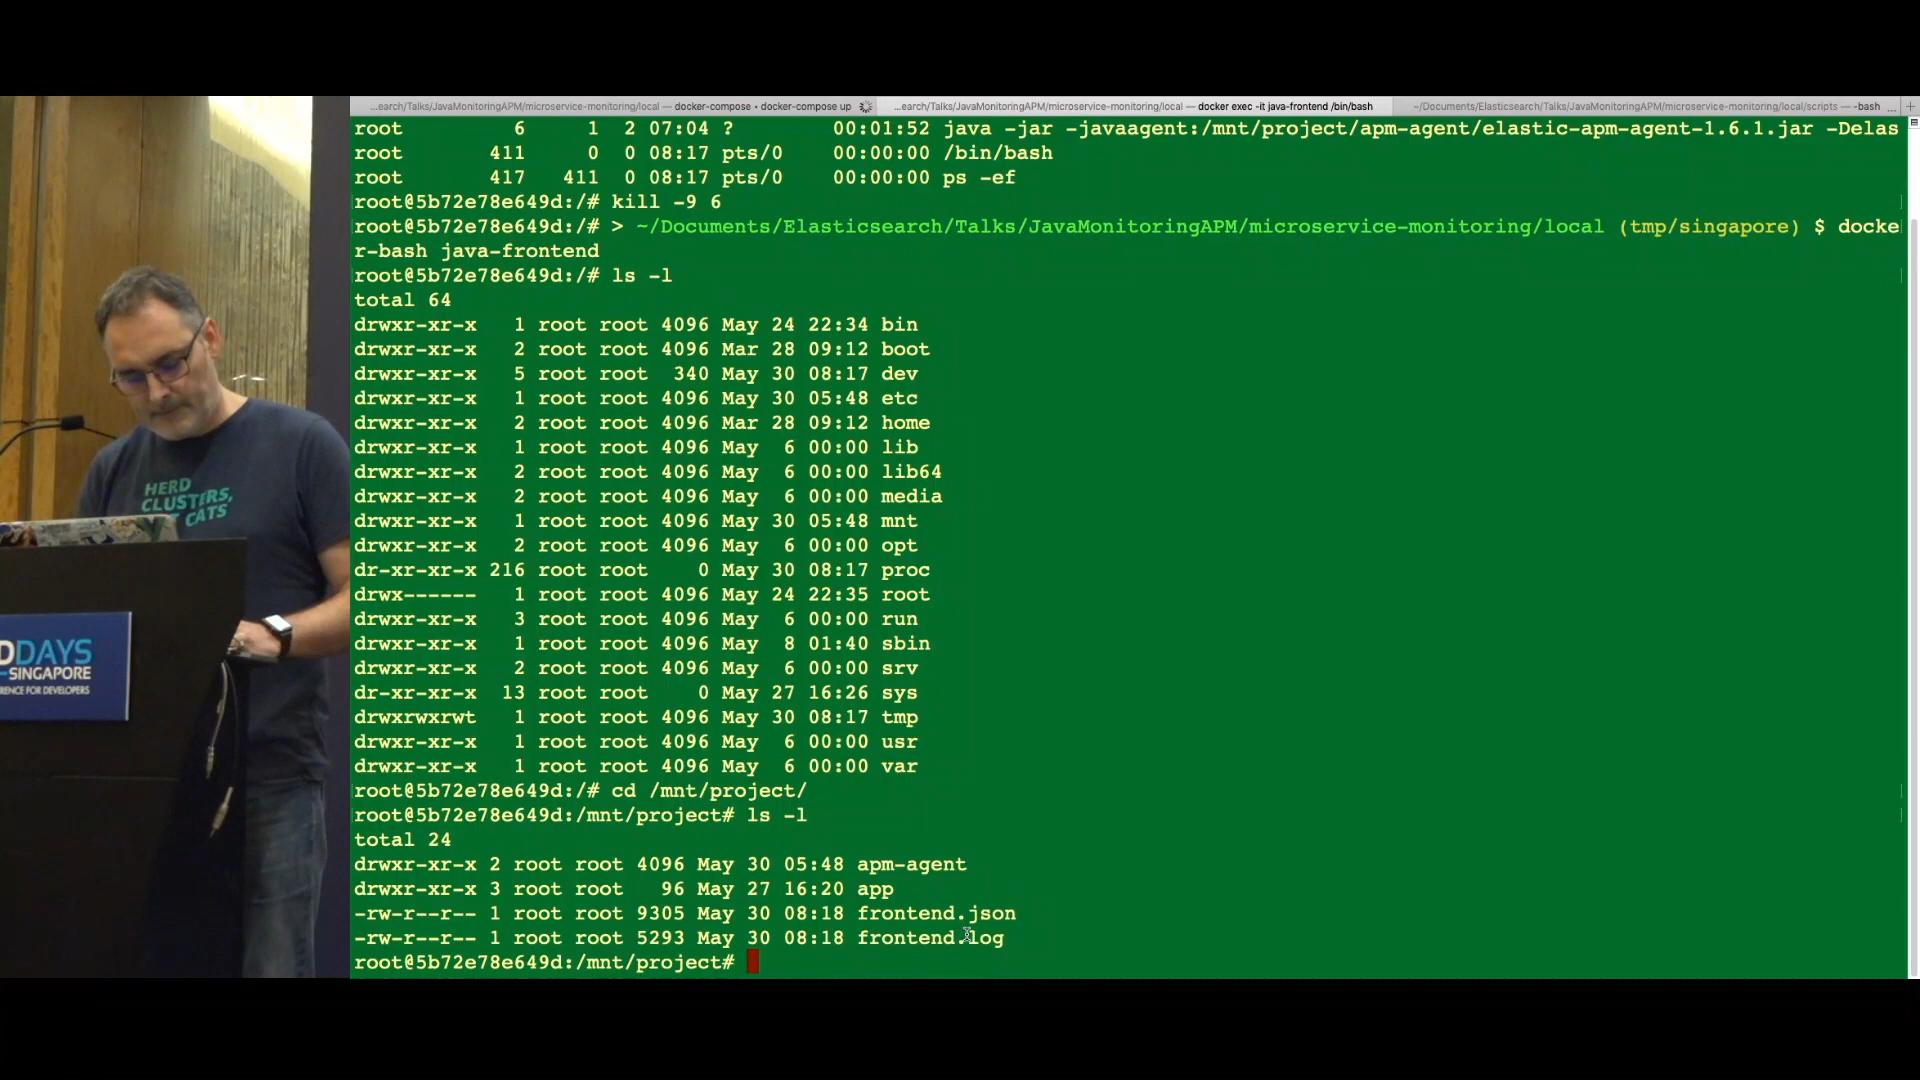 ...earch/Talks/JavaMonitoringAPM/microservice-monitoring/local — docker-compose • docker-compose up
...earch/Talks/JavaMonitoringAPM/microservice-monitoring/local — docker exec -it java-frontend /bin/bash
~/Documents/Elasticsearch/Talks/JavaMonitoringAPM/microservice-monitoring/local/scripts — -bash ...
root 6 1 2 07:04 ? 00:01:52 java -jar -javaagent:/mnt/project/apm-agent/elastic-apm-agent-1.6.1.jar -Delas
root 411 0 0 08:17 pts/0 00:00:00 /bin/bash
root 417 411 0 08:17 pts/0 00:00:00 ps -ef
root@5b72e78e649d:/# kill -9 6
root@5b72e78e649d:/# > ~/Documents/Elasticsearch/Talks/JavaMonitoringAPM/microservice-monitoring/local (tmp/singapore) $ docke
r-bash java-frontend
root@5b72e78e649d:/# ls -l
total 64
drwxr-xr-x 1 root root 4096 May 24 22:34 bin
drwxr-xr-x 2 root root 4096 Mar 28 09:12 boot
drwxr-xr-x 5 root root 340 May 30 08:17 dev
drwxr-xr-x 1 root root 4096 May 30 05:48 etc
drwxr-xr-x 2 root root 4096 Mar 28 09:12 home
drwxr-xr-x 1 root root 4096 May 6 00:00 lib
drwxr-xr-x 2 root root 4096 May 6 00:00 lib64
drwxr-xr-x 2 root root 4096 May 6 00:00 media
drwxr-xr-x 1 root root 4096 May 30 05:48 mnt
drwxr-xr-x 2 root root 4096 May 6 00:00 opt
dr-xr-xr-x 216 root root 0 May 30 08:17 proc
drwx------ 1 root root 4096 May 24 22:35 root
drwxr-xr-x 3 root root 4096 May 6 00:00 run
drwxr-xr-x 1 root root 4096 May 8 01:40 sbin
drwxr-xr-x 2 root root 4096 May 6 00:00 srv
dr-xr-xr-x 13 root root 0 May 27 16:26 sys
drwxrwxrwt 1 root root 4096 May 30 08:17 tmp
drwxr-xr-x 1 root root 4096 May 6 00:00 usr
drwxr-xr-x 1 root root 4096 May 6 00:00 var
root@5b72e78e649d:/# cd /mnt/project/
root@5b72e78e649d:/mnt/project# ls -l
total 24
drwxr-xr-x 2 root root 4096 May 30 05:48 apm-agent
drwxr-xr-x 3 root root 96 May 27 16:20 app
-rw-r--r-- 1 root root 9305 May 30 08:18 frontend.json
-rw-r--r-- 1 root root 5293 May 30 08:18 frontend.log
root@5b72e78e649d:/mnt/project#
HERD
CLUSTERS,
CATS
DDAYS
SINGAPORE
RENCE FOR DEVELOPERS